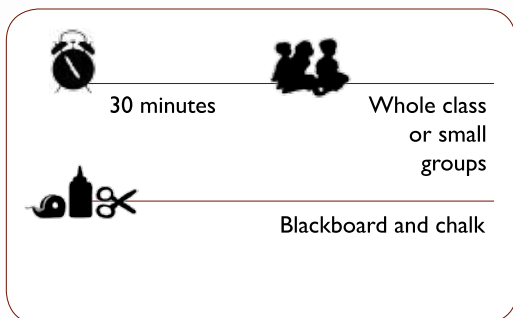 30 minutes
Whole class
or small
groups
Blackboard and chalk